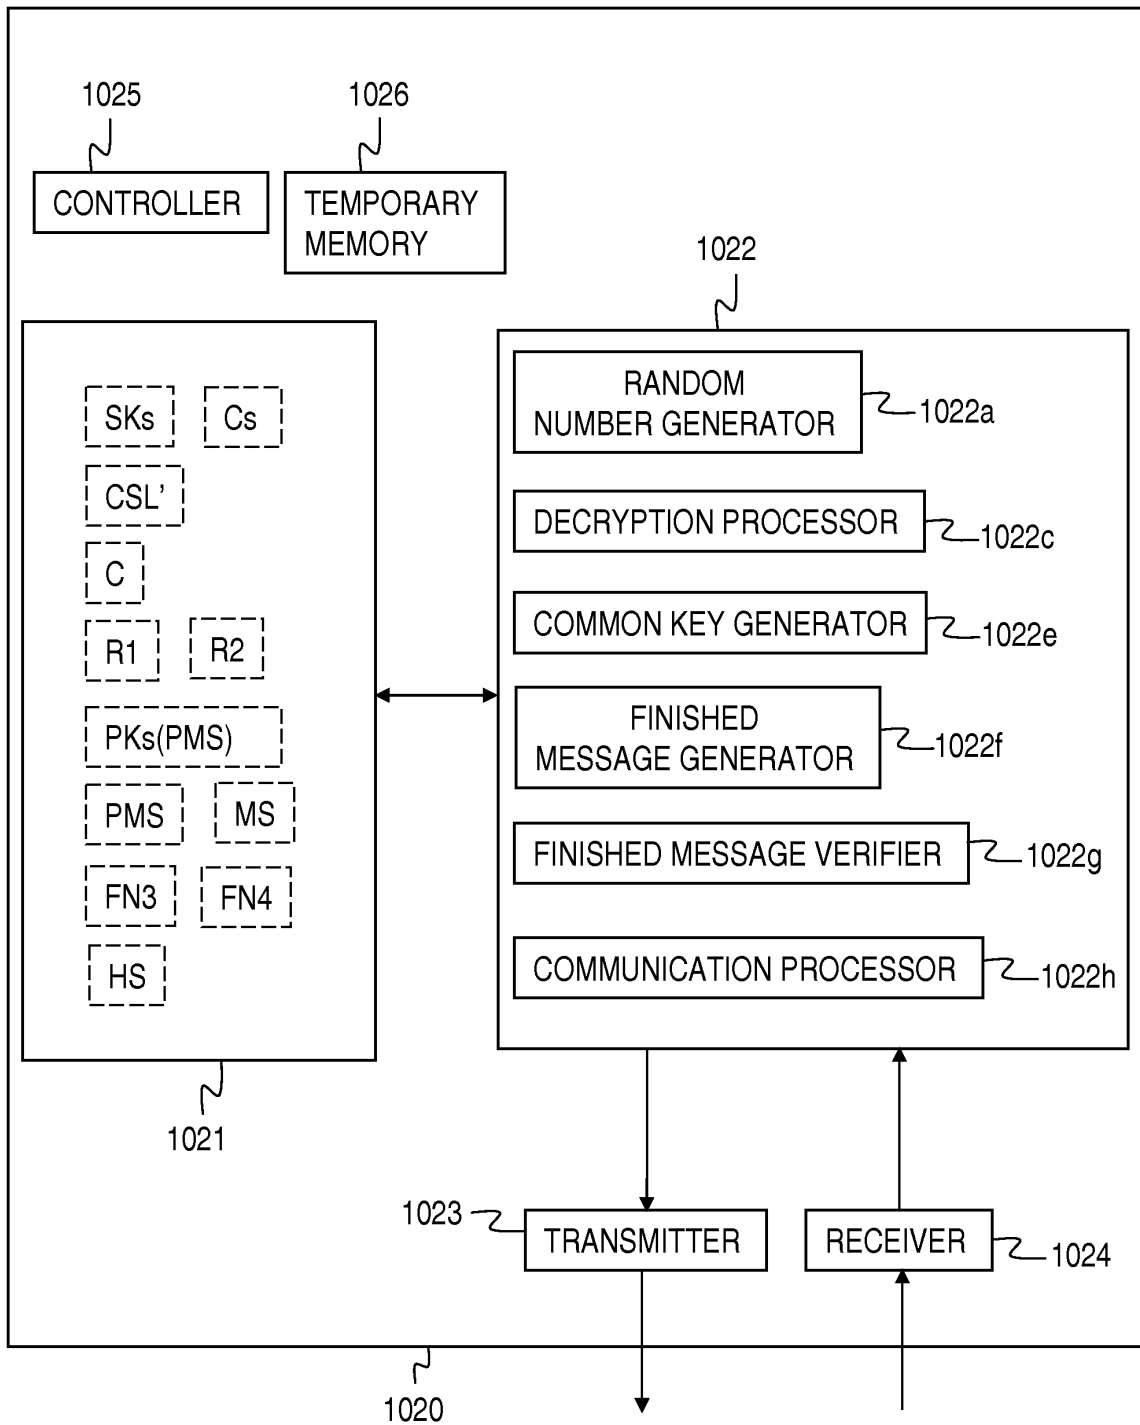 1025
1026
CONTROLLER
TEMPORARY
MEMORY
1022
SKs
Cs
CSL’
C
R1
R2
PKs(PMS)
PMS
MS
FN3
FN4
HS
1021
RANDOM
NUMBER GENERATOR
1022a
DECRYPTION PROCESSOR
1022c
COMMON KEY GENERATOR
1022e
FINISHED
MESSAGE GENERATOR
1022f
FINISHED MESSAGE VERIFIER
1022g
COMMUNICATION PROCESSOR
1022h
1023
TRANSMITTER
RECEIVER
1024
1020